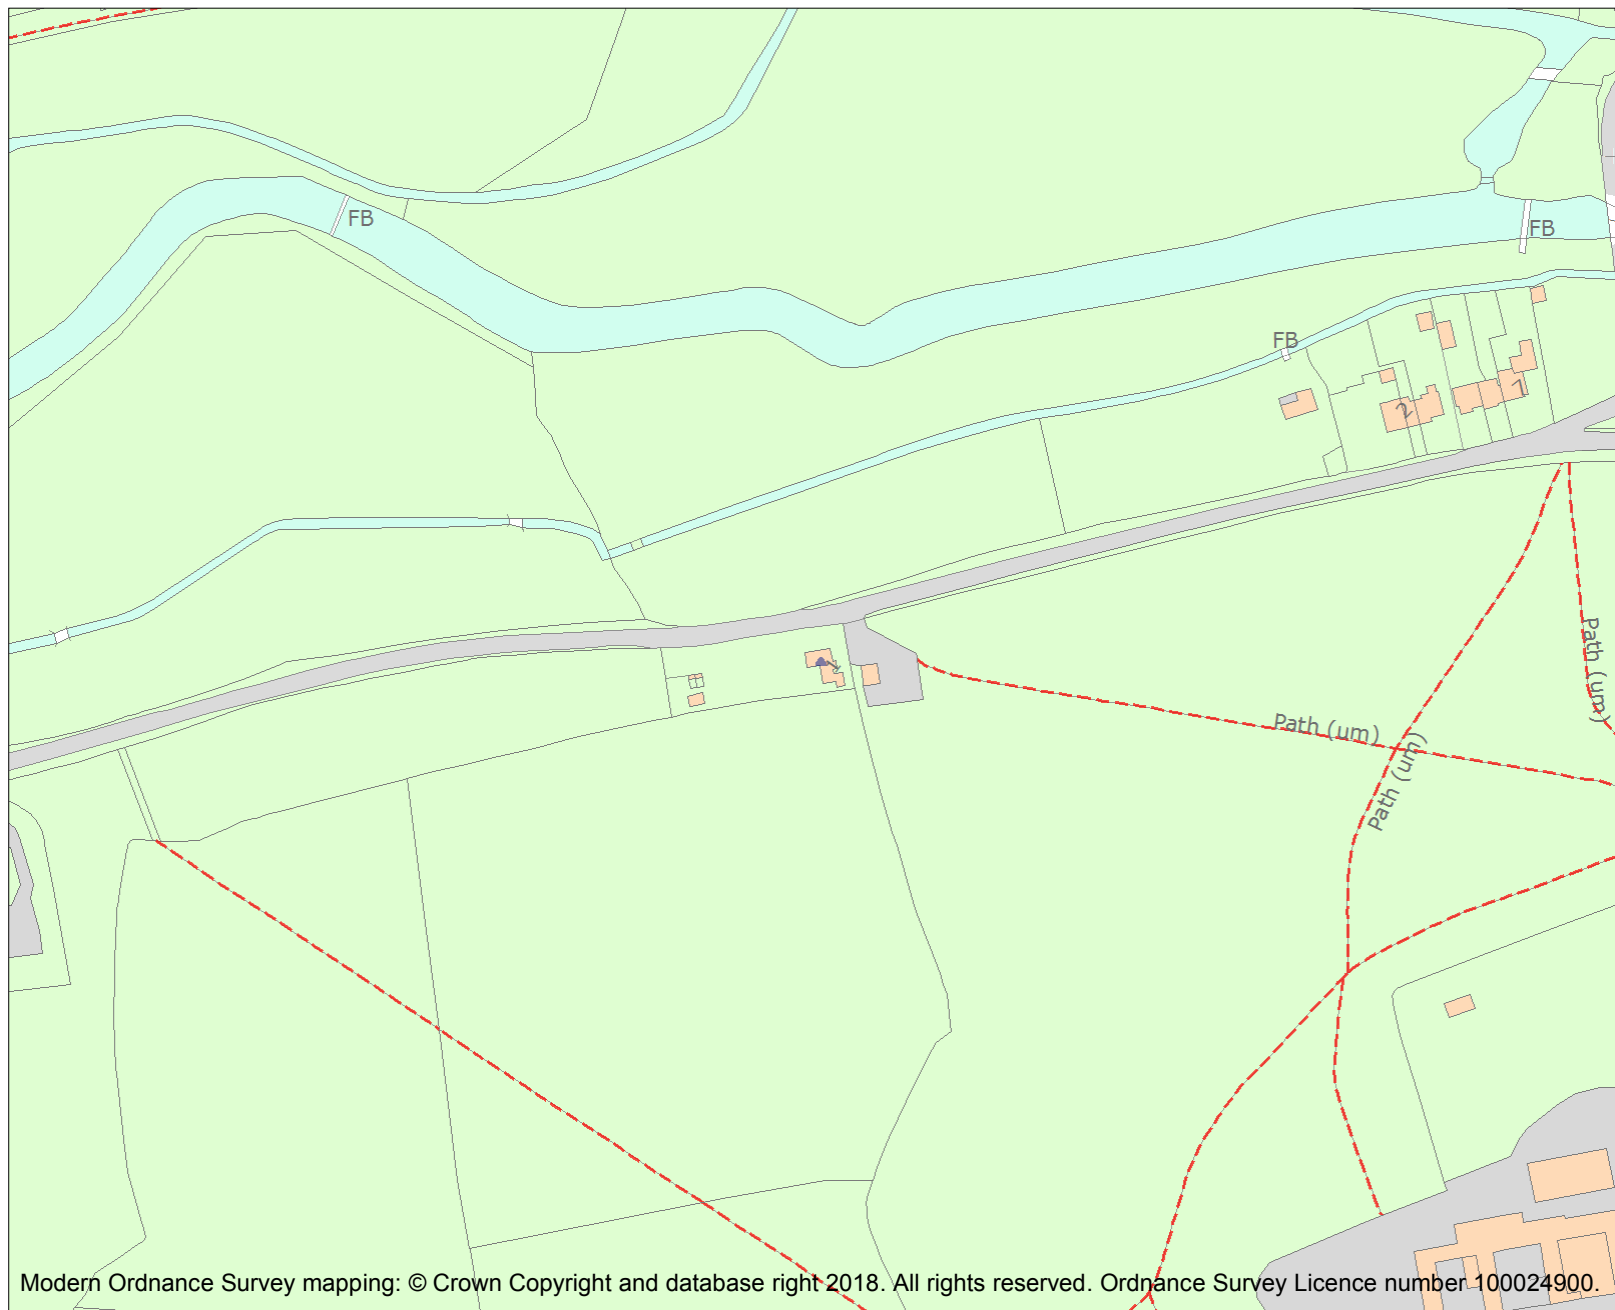 FB
FB
FB
2
1
1
Path (um)
Path (um)
Path (um)
Modern Ordnance Survey mapping: © Crown Copyright and database right 2018. All rights reserved. Ordnance Survey Licence number 100024900.